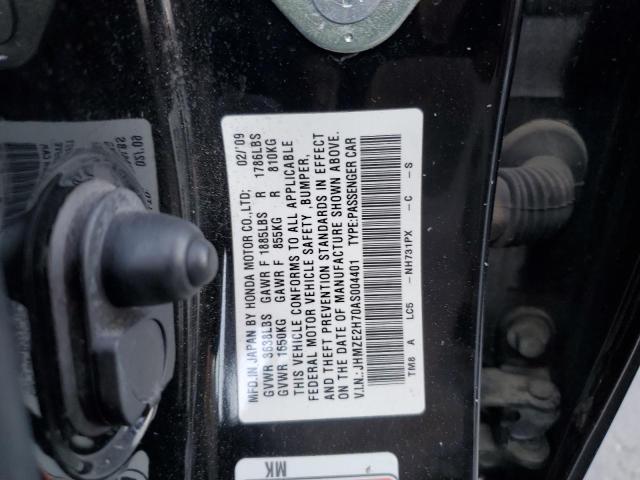 MFD.IN JAPAN BY HONDA MOTOR CO.,LTD; 02/09
GVWR 3638LBS GAWR F 1885LBS R 1786LBS
GVWR 1650KG GAWR F 855KG R 810KG
THIS VEHICLE CONFORMS TO ALL APPLICABLE
FEDERAL MOTOR VEHICLE SAFETY ,BUMPER,
AND THEFT PREVENTION STANDARDS IN EFFECT
ON THE DATE OF MANUFACTURE SHOWN ABOVE.
V.I.N.: JHMZE2H70AS004401 TYPE:PASSENGER CAR
TM8 A LC5 -NH731PX -C -S
MK